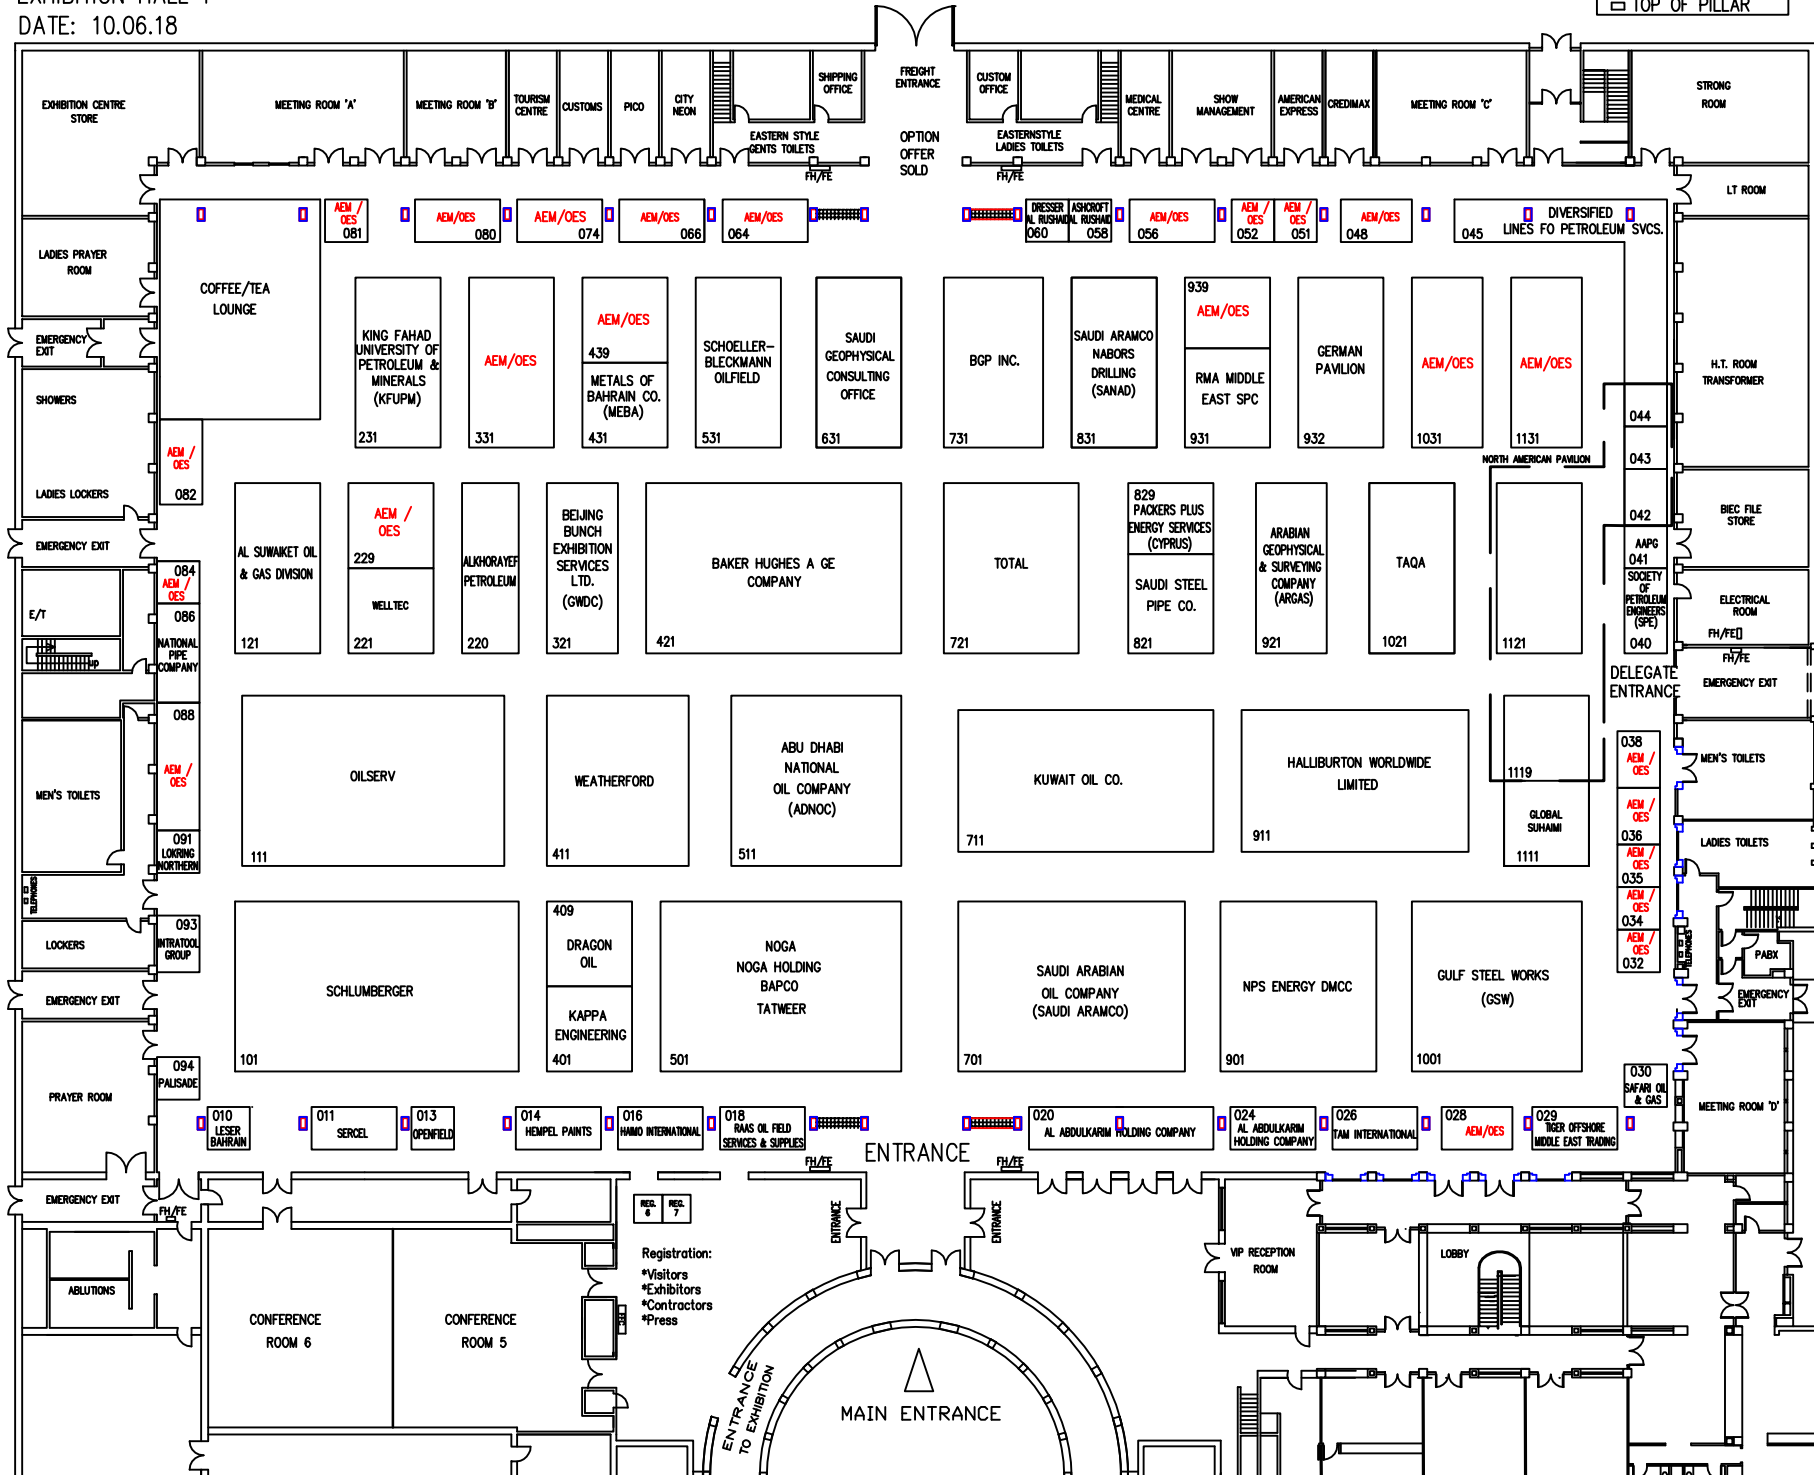 DATE: 10.06.18
TOP OF PILLAR
EXHIBITION CENTRE
STORE
MEETING ROOM 'A'
MEETING ROOM 'B'
TOURISM
CENTRE
CUSTOMS
PICO
CITY
NEON
SHIPPING
OFFICE
EASTERN STYLE
GENTS TOILETS
FREIGHT
ENTRANCE
OPTION
OFFER
SOLD
CUSTOM
OFFICE
EASTERNSTYLE
LADIES TOILETS
MEDICAL
CENTRE
SHOW
MANAGEMENT
AMERICAN
EXPRESS
CREDIMAX
MEETING ROOM 'C'
STRONG
ROOM
FH/FE
FH/FE
LT ROOM
AEM /
OES
081
AEM/OES
080
AEM/OES
074
AEM/OES
066
AEM/OES
064
DRESSER
AL RUSHAID
060
ASHCROFT
AL RUSHAID
058
AEM/OES
056
AEM /
OES
052
AEM /
OES
051
AEM/OES
048
DIVERSIFIED
LINES FO PETROLEUM SVCS.
045
LADIES PRAYER
ROOM
COFFEE/TEA
LOUNGE
EMERGENCY
EXIT
SHOWERS
LADIES LOCKERS
EMERGENCY EXIT
KING FAHAD
UNIVERSITY OF
PETROLEUM &
MINERALS
(KFUPM)
231
AEM/OES
331
AEM/OES
439
METALS OF
BAHRAIN CO.
(MEBA)
431
SCHOELLER-
BLECKMANN
OILFIELD
531
SAUDI
GEOPHYSICAL
CONSULTING
OFFICE
631
BGP INC.
731
SAUDI ARAMCO
NABORS
DRILLING
(SANAD)
831
939
AEM/OES
RMA MIDDLE
EAST SPC
931
GERMAN
PAVILION
932
AEM/OES
1031
AEM/OES
1131
H.T. ROOM
TRANSFORMER
044
043
042
NORTH AMERICAN PAVILION
AAPG
041
SOCIETY
OF
PETROLEUM
ENGINEERS
(SPE)
040
BIEC FILE
STORE
ELECTRICAL
ROOM
FH/FE
FH/FE
EMERGENCY EXIT
DELEGATE
ENTRANCE
AEM /
OES
082
084
AEM /
OES
086
NATIONAL
PIPE
COMPANY
088
AEM /
OES
091
LOKRING
NORTHERN
093
INTRATOOL
GROUP
094
PALISADE
E/T
up
MEN'S TOILETS
TELEPHONES
LOCKERS
EMERGENCY EXIT
PRAYER ROOM
EMERGENCY EXIT
AL SUWAIKET OIL
& GAS DIVISION
121
AEM /
OES
229
WELLTEC
221
ALKHORAYEF
PETROLEUM
220
BEIJING
BUNCH
EXHIBITION
SERVICES
LTD.
(GWDC)
321
BAKER HUGHES A GE
COMPANY
421
TOTAL
721
829
PACKERS PLUS
ENERGY SERVICES
(CYPRUS)
SAUDI STEEL
PIPE CO.
821
ARABIAN
GEOPHYSICAL
& SURVEYING
COMPANY
(ARGAS)
921
TAQA
1021
1121
OILSERV
111
WEATHERFORD
411
ABU DHABI
NATIONAL
OIL COMPANY
(ADNOC)
511
KUWAIT OIL CO.
711
HALLIBURTON WORLDWIDE
LIMITED
911
1119
GLOBAL
SUHAIMI
1111
038
AEM /
OES
AEM /
OES
036
AEM /
OES
035
AEM /
OES
034
AEM /
OES
032
MEN'S TOILETS
LADIES TOILETS
TELEPHONES
PABX
EMERGENCY
EXIT
SCHLUMBERGER
101
409
DRAGON
OIL
KAPPA
ENGINEERING
401
NOGA
NOGA HOLDING
BAPCO
TATWEER
501
SAUDI ARABIAN
OIL COMPANY
(SAUDI ARAMCO)
701
NPS ENERGY DMCC
901
GULF STEEL WORKS
(GSW)
1001
030
SAFARI OIL
& GAS
MEETING ROOM 'D'
010
LESER
BAHRAIN
011
SERCEL
013
OPENFIELD
014
HEMPEL PAINTS
016
HAIMO INTERNATIONAL
018
RAAS OIL FIELD
SERVICES & SUPPLIES
020
AL ABDULKARIM HOLDING COMPANY
024
AL ABDULKARIM
HOLDING COMPANY
026
TAM INTERNATIONAL
028
AEM/OES
029
TIGER OFFSHORE
MIDDLE EAST TRADING
ENTRANCE
FH/FE
FH/FE
FH/FE
REG.
6
REG.
7
ENTRANCE
ENTRANCE
Registration:
*Visitors
*Exhibitors
*Contractors
*Press
VIP RECEPTION
ROOM
LOBBY
ABLUTIONS
CONFERENCE
ROOM 6
CONFERENCE
ROOM 5
ENTRANCE
TO EXHIBITION
MAIN ENTRANCE